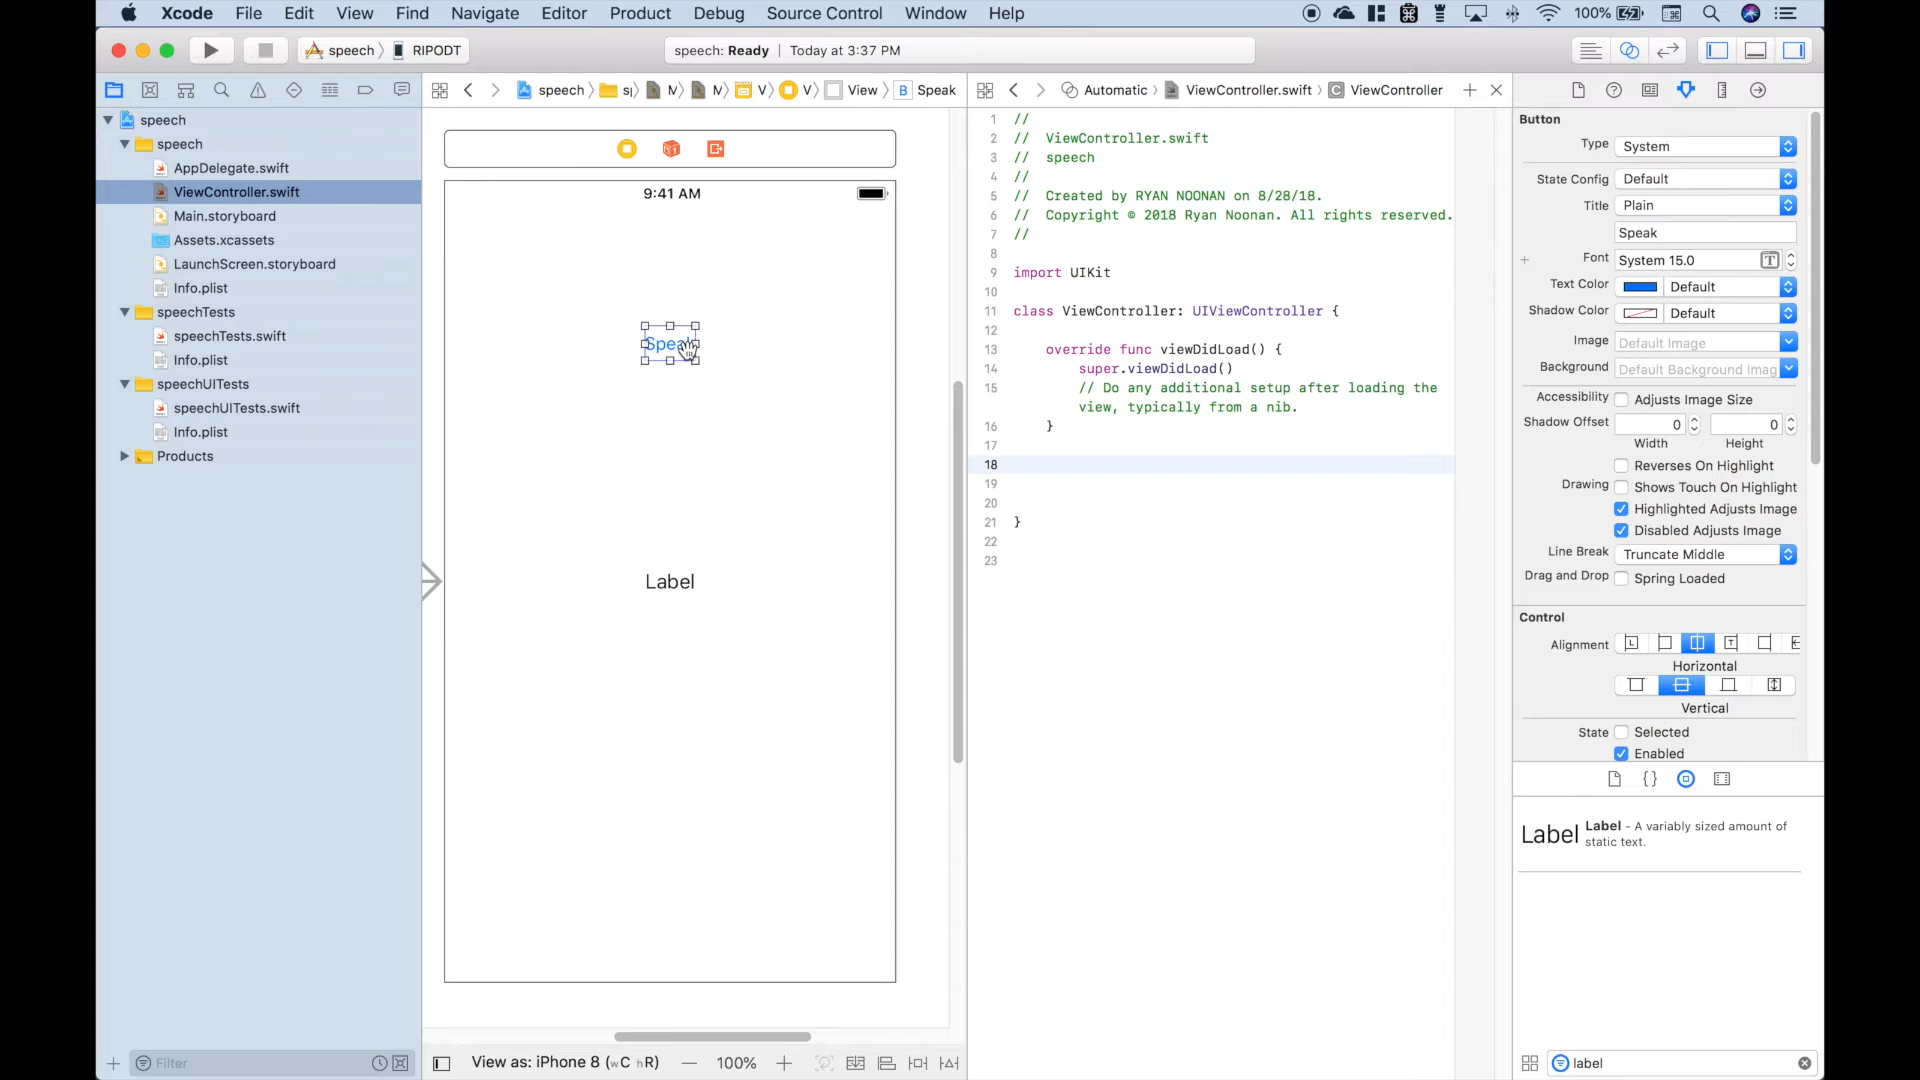 Xcode File Edit View Find Navigate Editor Product Debug Source Control Window Help 100%
speech RIPODT
speech: Ready | Today at 3:37 PM
speech
speech
AppDelegate.swift
ViewController.swift
Main.storyboard
Assets.xcassets
LaunchScreen.storyboard
Info.plist
speechTests
speechTests.swift
Info.plist
speechUITests
speechUITests.swift
Info.plist
Products
Filter
speech View B Speak
9:41 AM
Label
View as: iPhone 8 (wC hR) 100%
Automatic ViewController.swift C ViewController
1 //
2 // ViewController.swift
3 // speech
4 //
5 // Created by RYAN NOONAN on 8/28/18.
6 // Copyright © 2018 Ryan Noonan. All rights reserved.
7 //
8
9 import UIKit
10
11 class ViewController: UIViewController {
12
13 override func viewDidLoad() {
14 super.viewDidLoad()
15 // Do any additional setup after loading the
view, typically from a nib.
16 }
17
18
19
20
21 }
22
23
Button
Type System
State Config Default
Title Plain
Speak
Font System 15.0 T
Text Color Default
Shadow Color Default
Image Default Image
Background Default Background Imag
Accessibility Adjusts Image Size
Shadow Offset 0 0
Width Height
Reverses On Highlight
Drawing Shows Touch On Highlight
Highlighted Adjusts Image
Disabled Adjusts Image
Line Break Truncate Middle
Drag and Drop Spring Loaded
Control
Alignment
Horizontal
Vertical
State Selected
Enabled
Label Label - A variably sized amount of
static text.
label